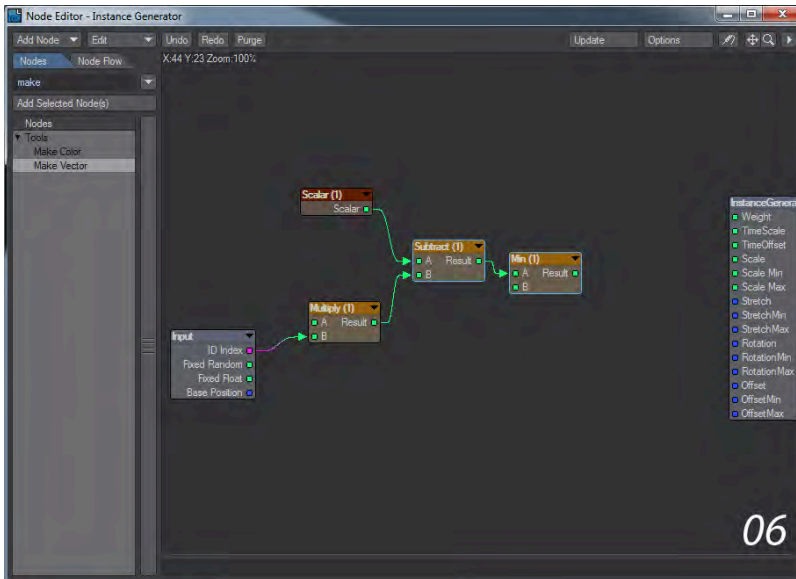 Node Editor - Instance Generator
Add Node Edit Undo Redo Purge Update Options
Nodes Node Flow
X:44 Y:23 Zoom:100%
make
Add Selected Node(s)
Nodes
Tools
Make Color
Make Vector
Scalar (1)
Scalar
Subtract (1)
A Result
B
Min (1)
A Result
B
Multiply (1)
A Result
B
Input
ID Index
Fixed Random
Fixed Float
Base Position
InstanceGenera
Weight
TimeScale
TimeOffset
Scale
Scale Min
Scale Max
Stretch
StretchMin
StretchMax
Rotation
RotationMin
RotationMax
Offset
OffsetMin
OffsetMax
06